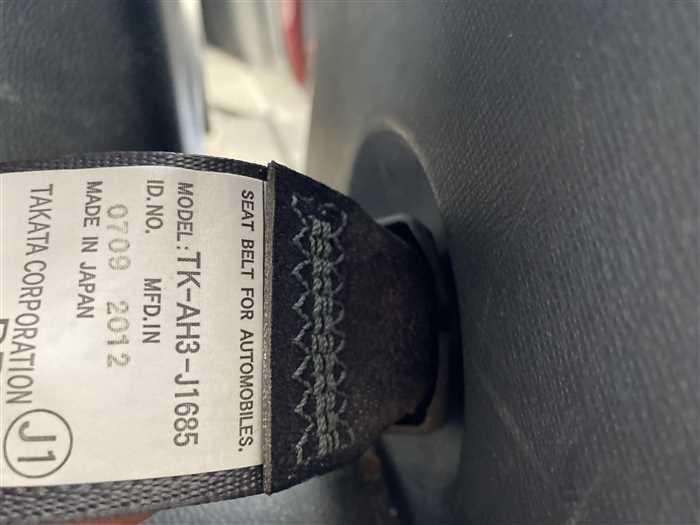 SEAT BELT FOR AUTOMOBILES.
MODEL: TK-AH3-J1685
ID.NO. MFD.IN
0709 2012
MADE IN JAPAN
TAKATA CORPORATION
J1